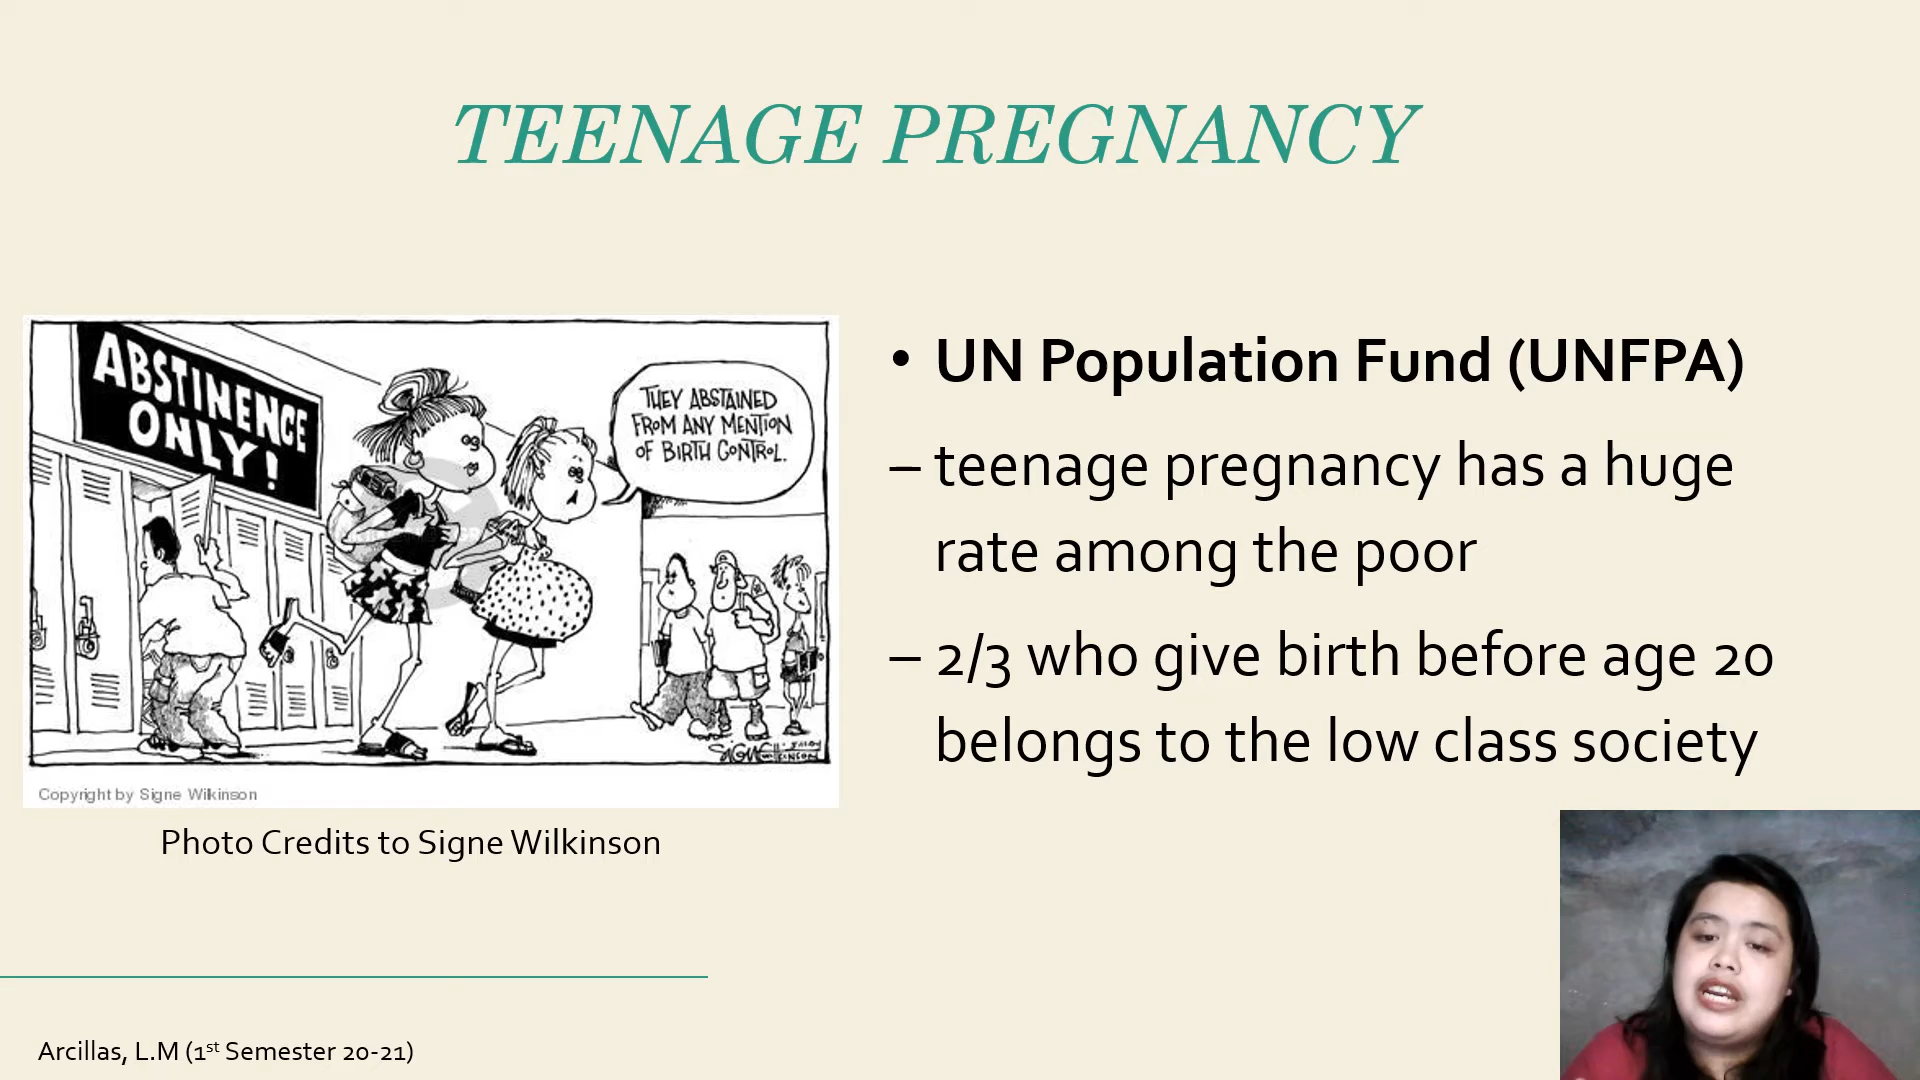 TEENAGE PREGNANCY
ABSTINENCE
ONLY!
THEY ABSTAINED
FROM ANY MENTION
OF BIRTH CONTROL.
Copyright by Signe Wilkinson
Photo Credits to Signe Wilkinson
• UN Population Fund (UNFPA)
– teenage pregnancy has a huge
rate among the poor
– 2/3 who give birth before age 20
belongs to the low class society
Arcillas, L.M (1st Semester 20-21)